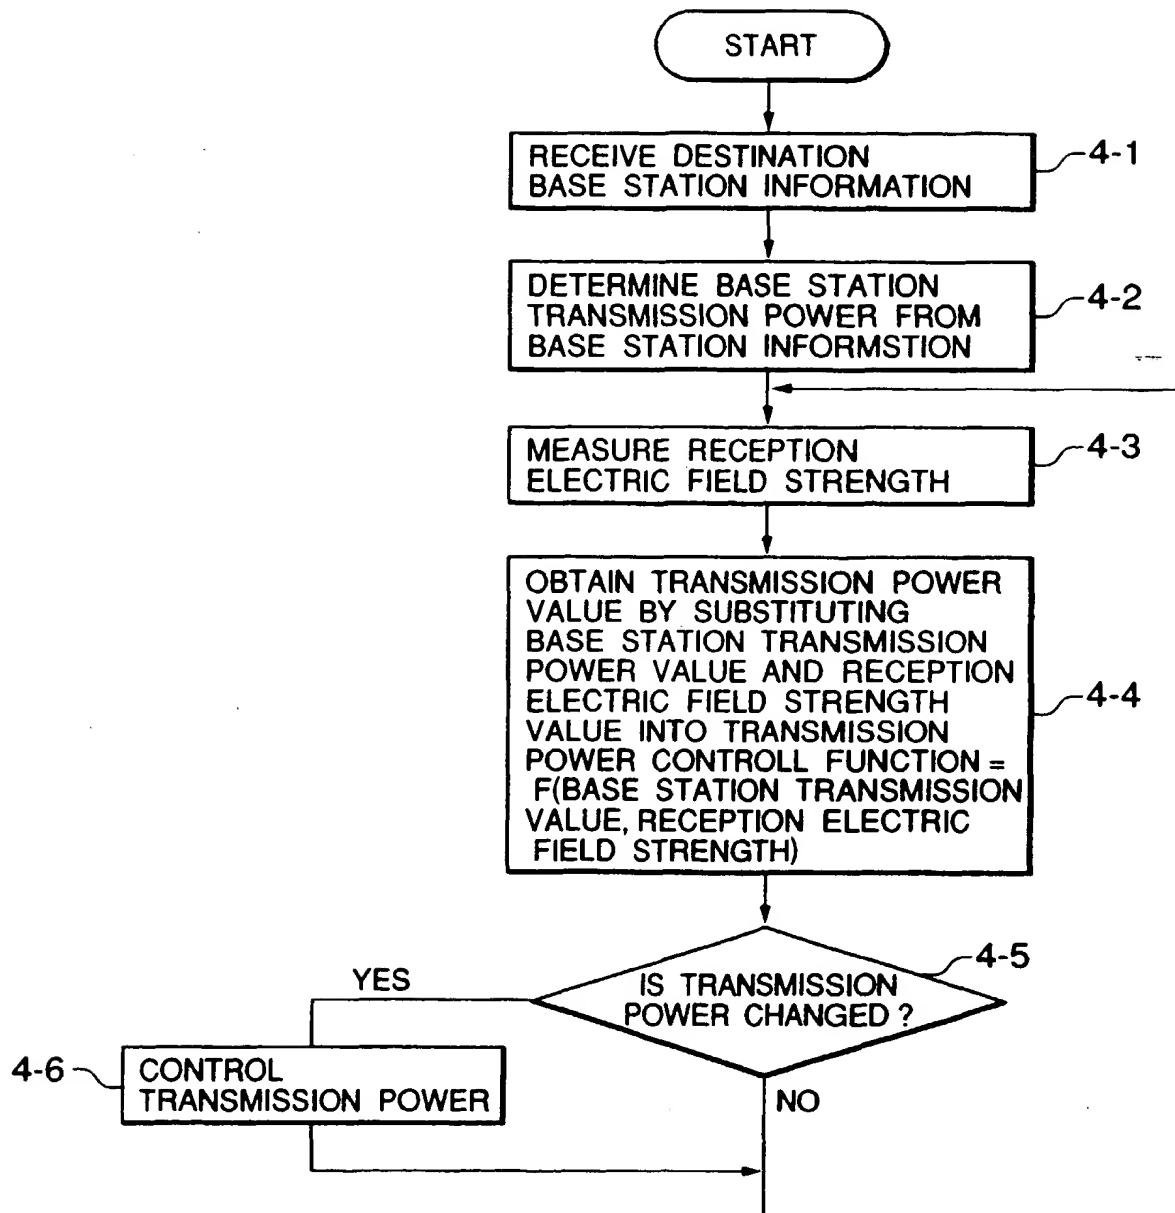 START
RECEIVE DESTINATION
BASE STATION INFORMATION
4-1
DETERMINE BASE STATION
TRANSMISSION POWER FROM
BASE STATION INFORMSTION
4-2
MEASURE RECEPTION
ELECTRIC FIELD STRENGTH
4-3
OBTAIN TRANSMISSION POWER
VALUE BY SUBSTITUTING
BASE STATION TRANSMISSION
POWER VALUE AND RECEPTION
ELECTRIC FIELD STRENGTH
VALUE INTO TRANSMISSION
POWER CONTROLL FUNCTION =
F(BASE STATION TRANSMISSION
VALUE, RECEPTION ELECTRIC
FIELD STRENGTH)
4-4
IS TRANSMISSION
POWER CHANGED ?
4-5
YES
4-6
CONTROL
TRANSMISSION POWER
NO